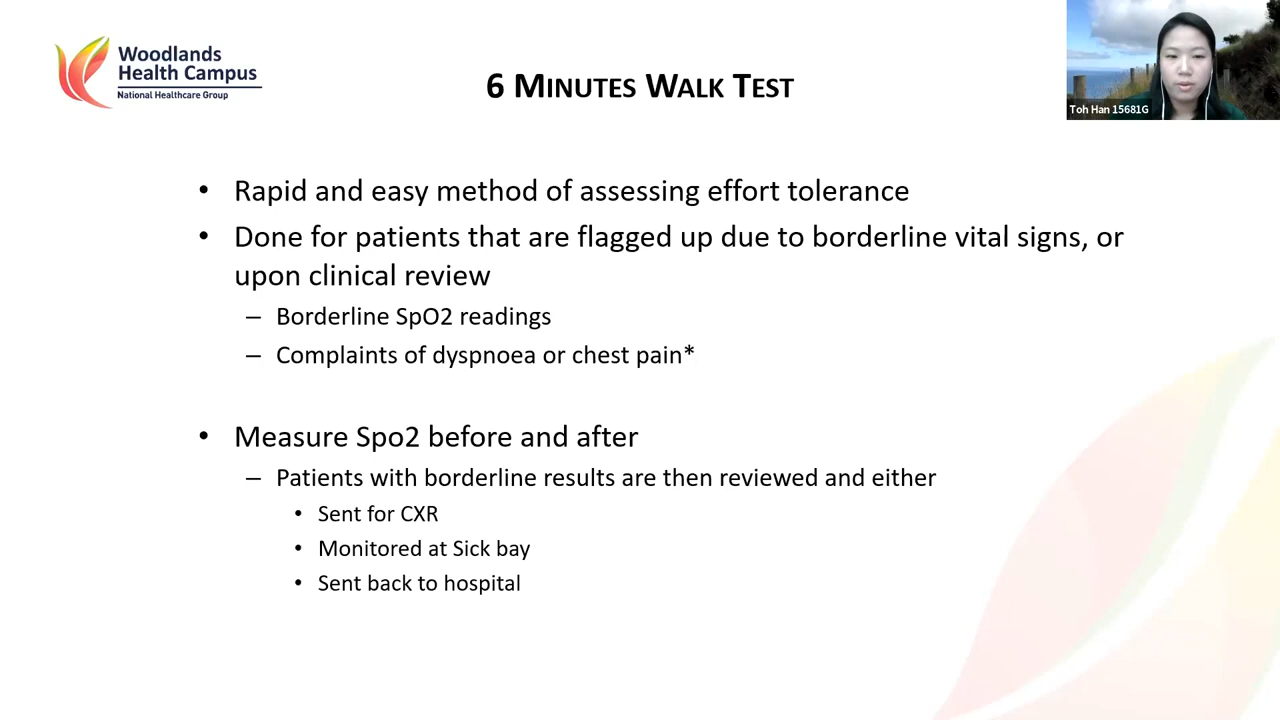 Woodlands
Health Campus
National Healthcare Group
6 MINUTES WALK TEST
Toh Han 15681G
• Rapid and easy method of assessing effort tolerance
• Done for patients that are flagged up due to borderline vital signs, or
upon clinical review
– Borderline SpO2 readings
– Complaints of dyspnoea or chest pain*
• Measure Spo2 before and after
– Patients with borderline results are then reviewed and either
• Sent for CXR
• Monitored at Sick bay
• Sent back to hospital